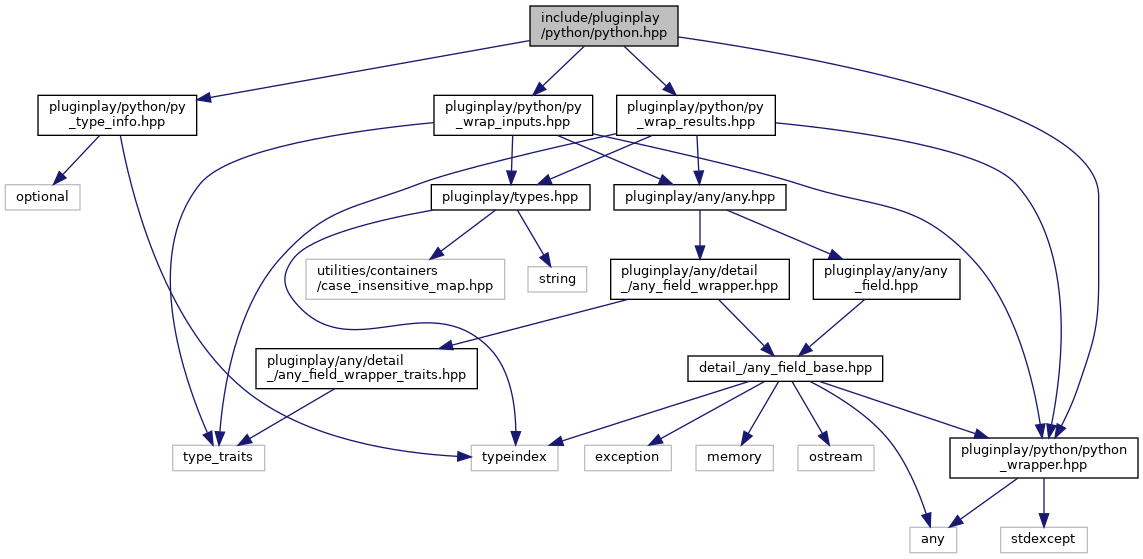 include/pluginplay
/python/python.hpp
pluginplay/python/py
_type_info.hpp
pluginplay/python/py
_wrap_inputs.hpp
pluginplay/python/py
_wrap_results.hpp
optional
pluginplay/types.hpp
pluginplay/any/any.hpp
utilities/containers
/case_insensitive_map.hpp
string
pluginplay/any/detail
_/any_field_wrapper.hpp
pluginplay/any/any
_field.hpp
pluginplay/any/detail
_/any_field_wrapper_traits.hpp
detail_/any_field_base.hpp
type_traits
typeindex
exception
memory
ostream
pluginplay/python/python
_wrapper.hpp
any
stdexcept